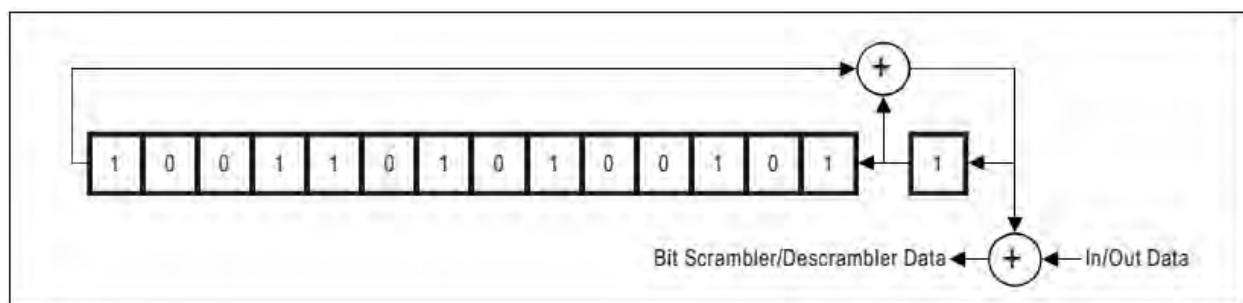 +
1 0 0 1 1 0 1 0 1 0 0 1 0 1 1
Bit Scrambler/Descrambler Data + In/Out Data